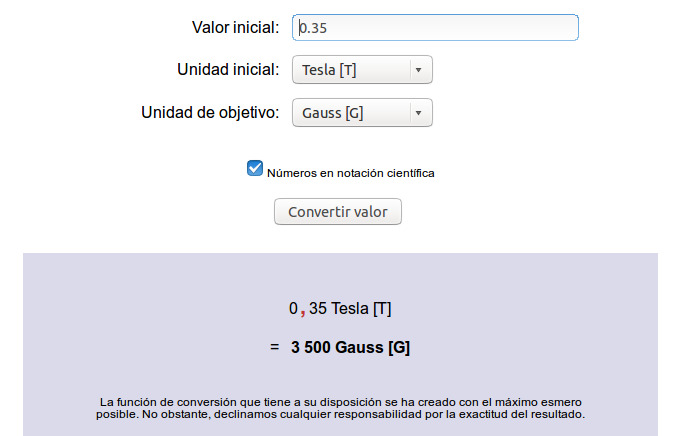 Valor inicial: 0.35
Unidad inicial: Tesla [T]
Unidad de objetivo: Gauss [G]
Números en notación científica
Convertir valor
0,35 Tesla [T]
= 3 500 Gauss [G]
La función de conversión que tiene a su disposición se ha creado con el máximo esmero
posible. No obstante, declinamos cualquier responsabilidad por la exactitud del resultado.